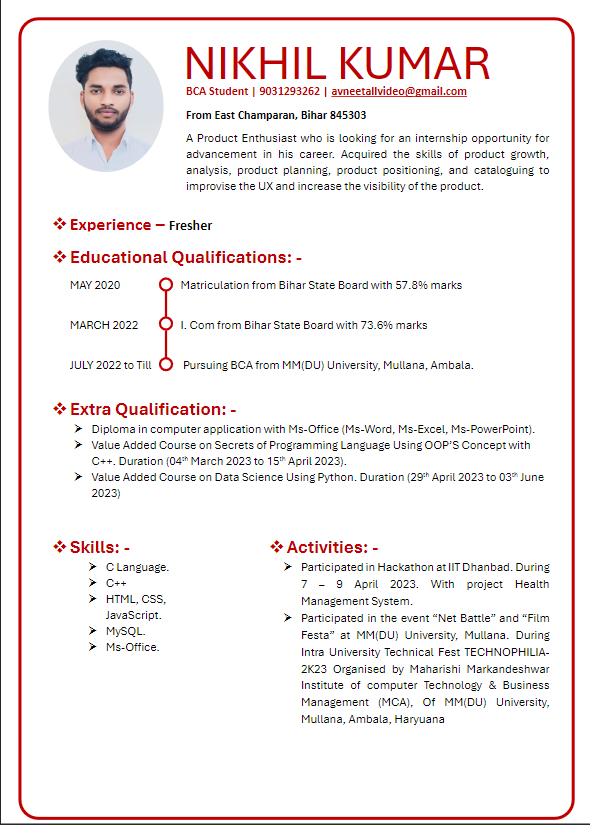 NIKHIL KUMAR
BCA Student | 9031293262 | avneetallvideo@gmail.com
From East Champaran, Bihar 845303
A Product Enthusiast who is looking for an internship opportunity for
advancement in his career. Acquired the skills of product growth,
analysis, product planning, product positioning, and cataloguing to
improvise the UX and increase the visibility of the product.
❖ Experience – Fresher
❖ Educational Qualifications: -
MAY 2020 Matriculation from Bihar State Board with 57.8% marks
MARCH 2022 I. Com from Bihar State Board with 73.6% marks
JULY 2022 to Till Pursuing BCA from MM(DU) University, Mullana, Ambala.
❖ Extra Qualification: -
➢ Diploma in computer application with Ms-Office (Ms-Word, Ms-Excel, Ms-PowerPoint).
➢ Value Added Course on Secrets of Programming Language Using OOP'S Concept with
C++. Duration (04th March 2023 to 15th April 2023).
➢ Value Added Course on Data Science Using Python. Duration (29th April 2023 to 03th June
2023)
❖ Skills: -
➢ C Language.
➢ C++
➢ HTML, CSS,
JavaScript.
➢ MySQL.
➢ Ms-Office.
❖ Activities: -
➢ Participated in Hackathon at IIT Dhanbad. During
7 – 9 April 2023. With project Health
Management System.
➢ Participated in the event “Net Battle” and “Film
Festa” at MM(DU) University, Mullana. During
Intra University Technical Fest TECHNOPHILIA-
2K23 Organised by Maharishi Markandeshwar
Institute of computer Technology & Business
Management (MCA), Of MM(DU) University,
Mullana, Ambala, Haryana